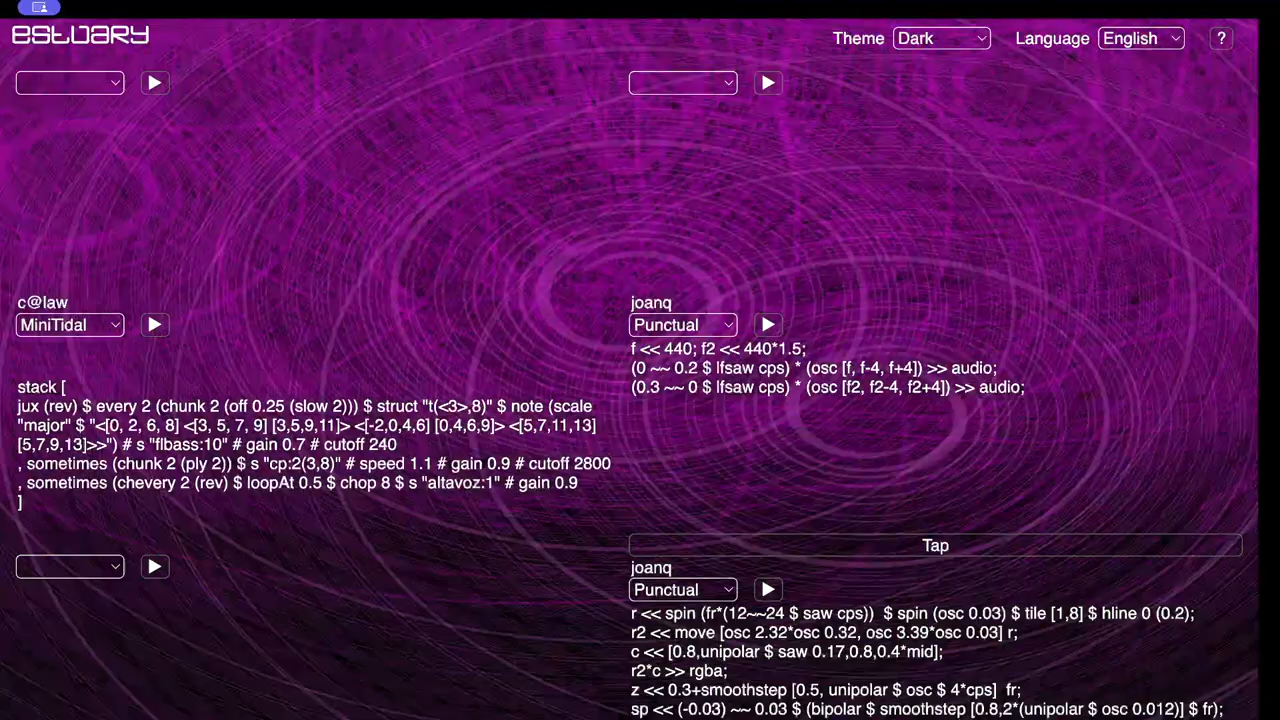 estuary
Theme Dark Language English ?
c@law
MiniTidal
stack [
jux (rev) $ every 2 (chunk 2 (off 0.25 (slow 2))) $ struct "t(<3>,8)" $ note (scale
"major" $ "<[0, 2, 6, 8] <[3, 5, 7, 9] [3,5,9,11]> <[-2,0,4,6] [0,4,6,9]> <[5,7,11,13]
[5,7,9,13]>>") # s "flbass:10" # gain 0.7 # cutoff 240
, sometimes (chunk 2 (ply 2)) $ s "cp:2(3,8)" # speed 1.1 # gain 0.9 # cutoff 2800
, sometimes (chevery 2 (rev) $ loopAt 0.5 $ chop 8 $ s "altavoz:1" # gain 0.9
]
joanq
Punctual
f << 440; f2 << 440*1.5;
(0 ~~ 0.2 $ lfsaw cps) * (osc [f, f-4, f+4]) >> audio;
(0.3 ~~ 0 $ lfsaw cps) * (osc [f2, f2-4, f2+4]) >> audio;
Tap
joanq
Punctual
r << spin (fr*(12~~24 $ saw cps)) $ spin (osc 0.03) $ tile [1,8] $ hline 0 (0.2);
r2 << move [osc 2.32*osc 0.32, osc 3.39*osc 0.03] r;
c << [0.8,unipolar $ saw 0.17,0.8,0.4*mid];
r2*c >> rgba;
z << 0.3+smoothstep [0.5, unipolar $ osc $ 4*cps] fr;
sp << (-0.03) ~~ 0.03 $ (bipolar $ smoothstep [0.8,2*(unipolar $ osc 0.012)] $ fr);